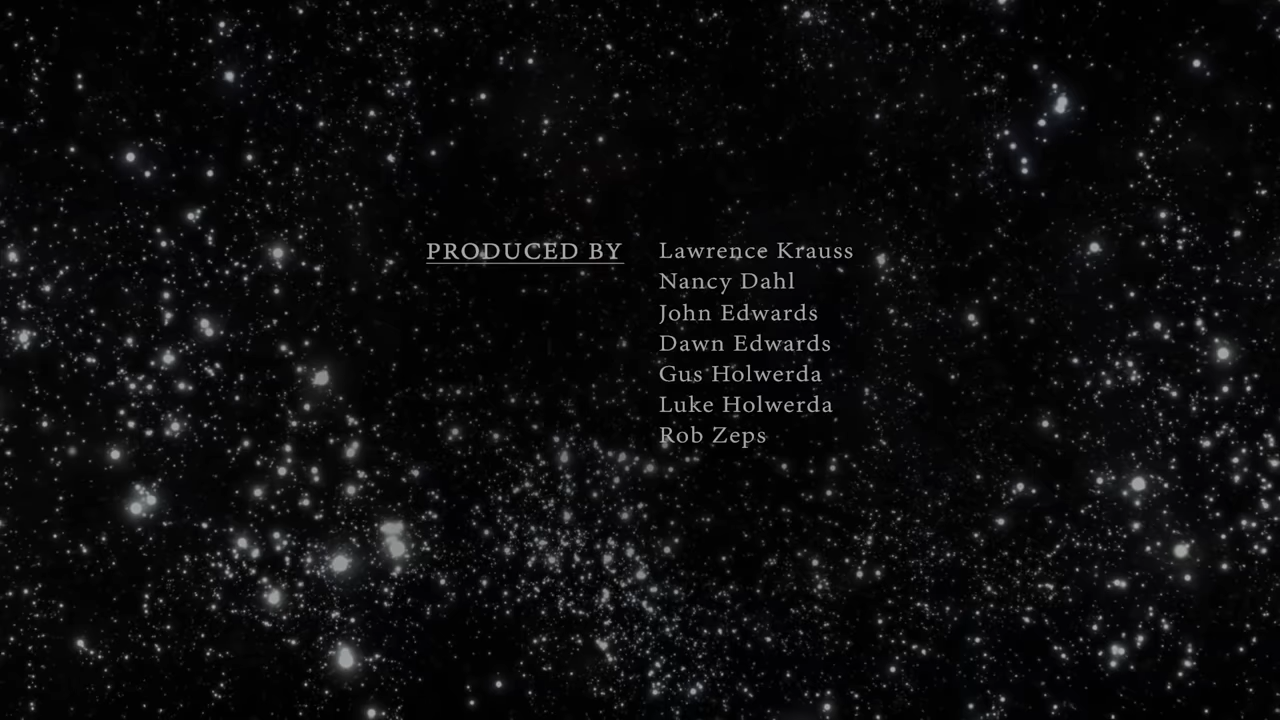 PRODUCED BY Lawrence Krauss
Nancy Dahl
John Edwards
Dawn Edwards
Gus Holwerda
Luke Holwerda
Rob Zeps